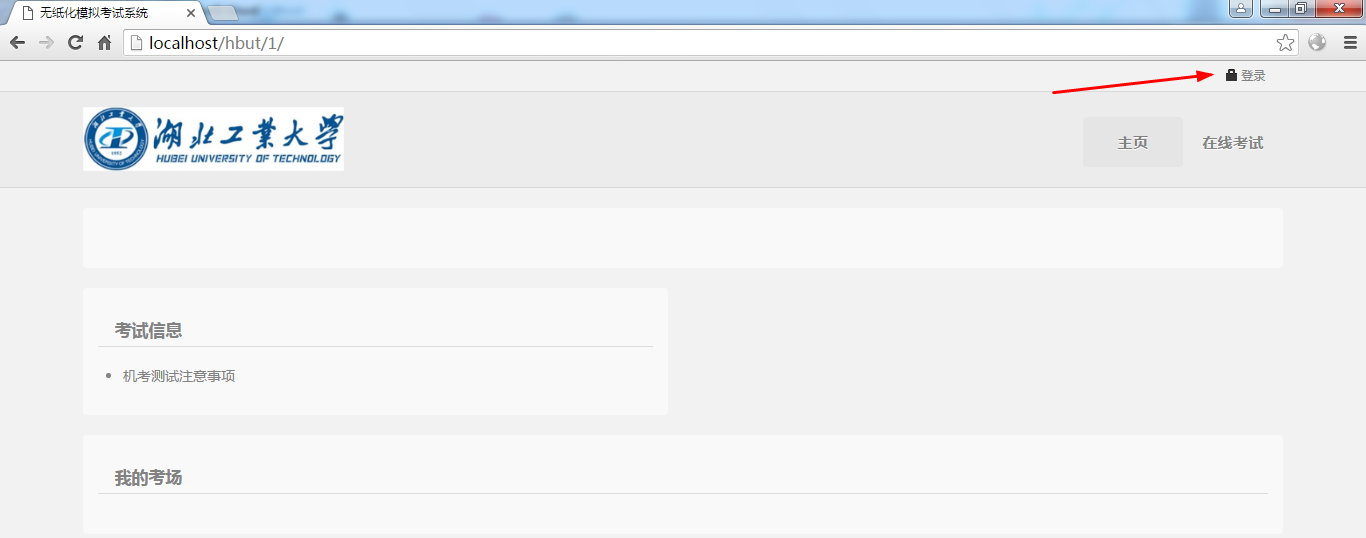 无纸化模拟考试系统
localhost/hbut/1/
登录
湖北工業大学
HUBEI UNIVERSITY OF TECHNOLOGY
主页
在线考试
考试信息
机考测试注意事项
我的考场